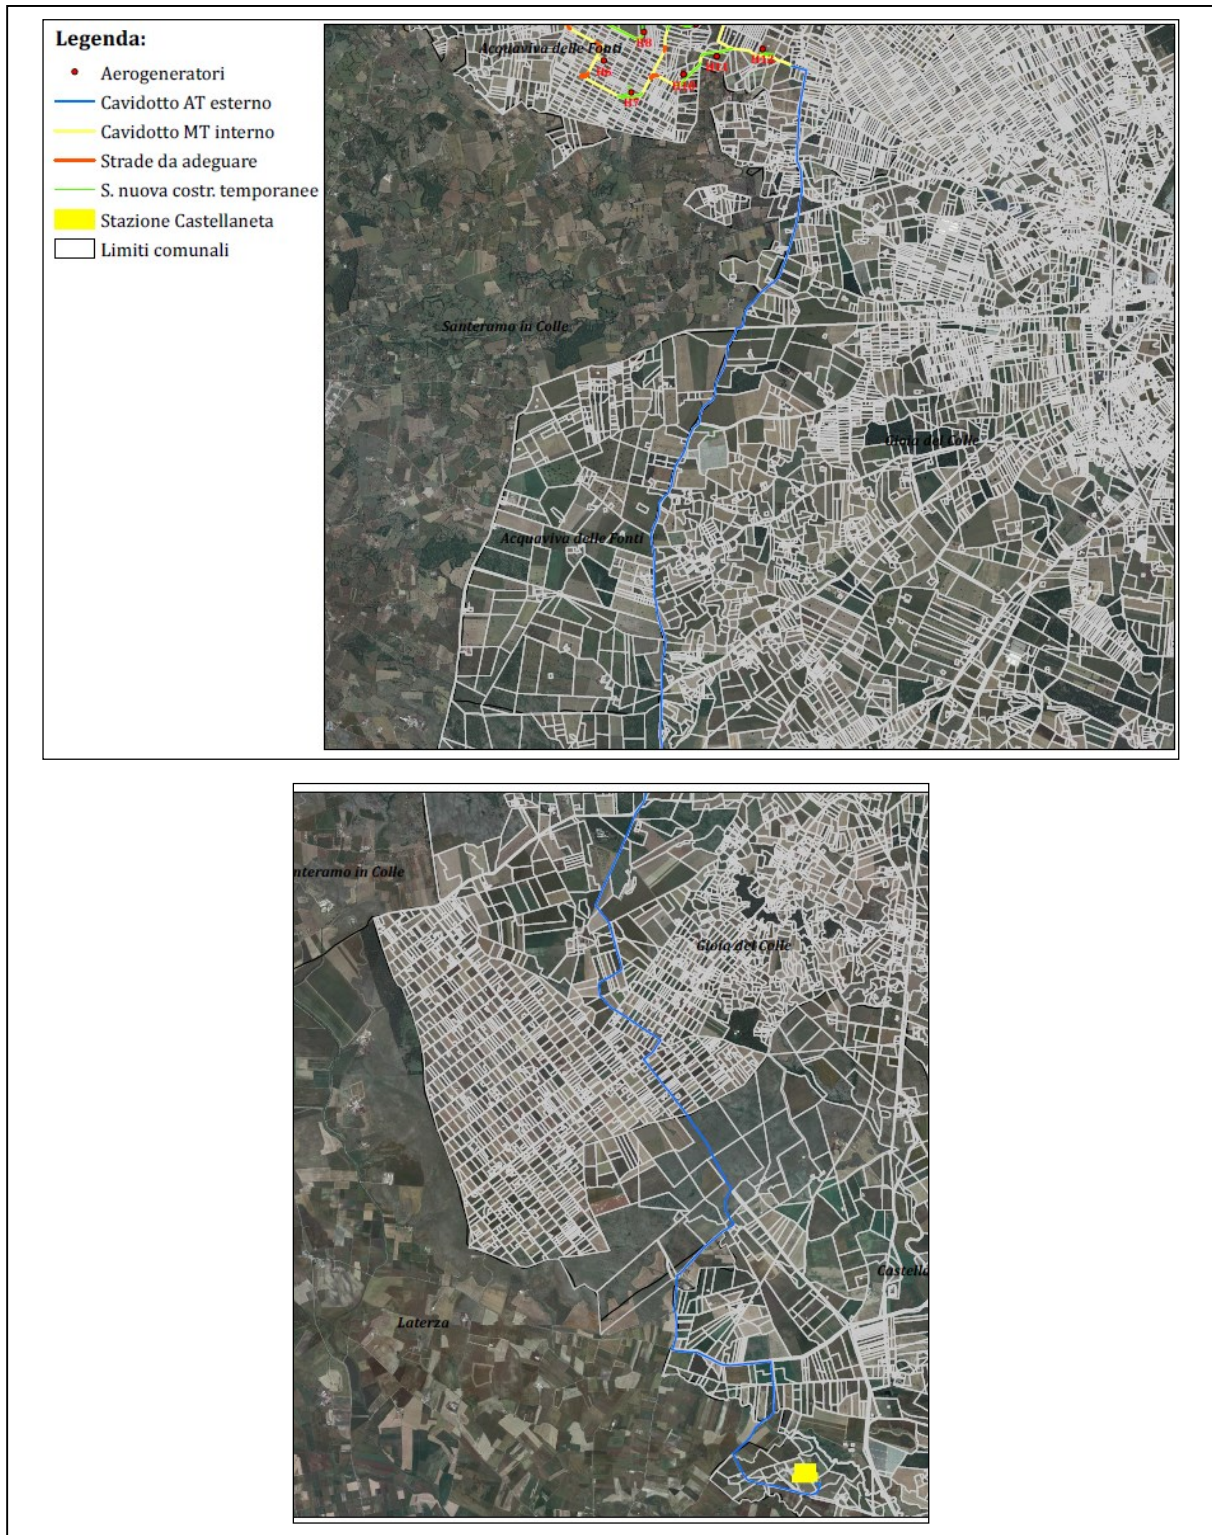 Legenda:
Aerogeneratori
Cavidotto AT esterno
Cavidotto MT interno
Strade da adeguare
S. nuova costr. temporanee
Stazione Castellaneta
Limiti comunali
Acquaviva delle Fonti
H7
Santeramo in Colle
Gioia del Colle
Acquaviva delle Fonti
nteramo in Colle
Gioia del Colle
Castella
Laterza